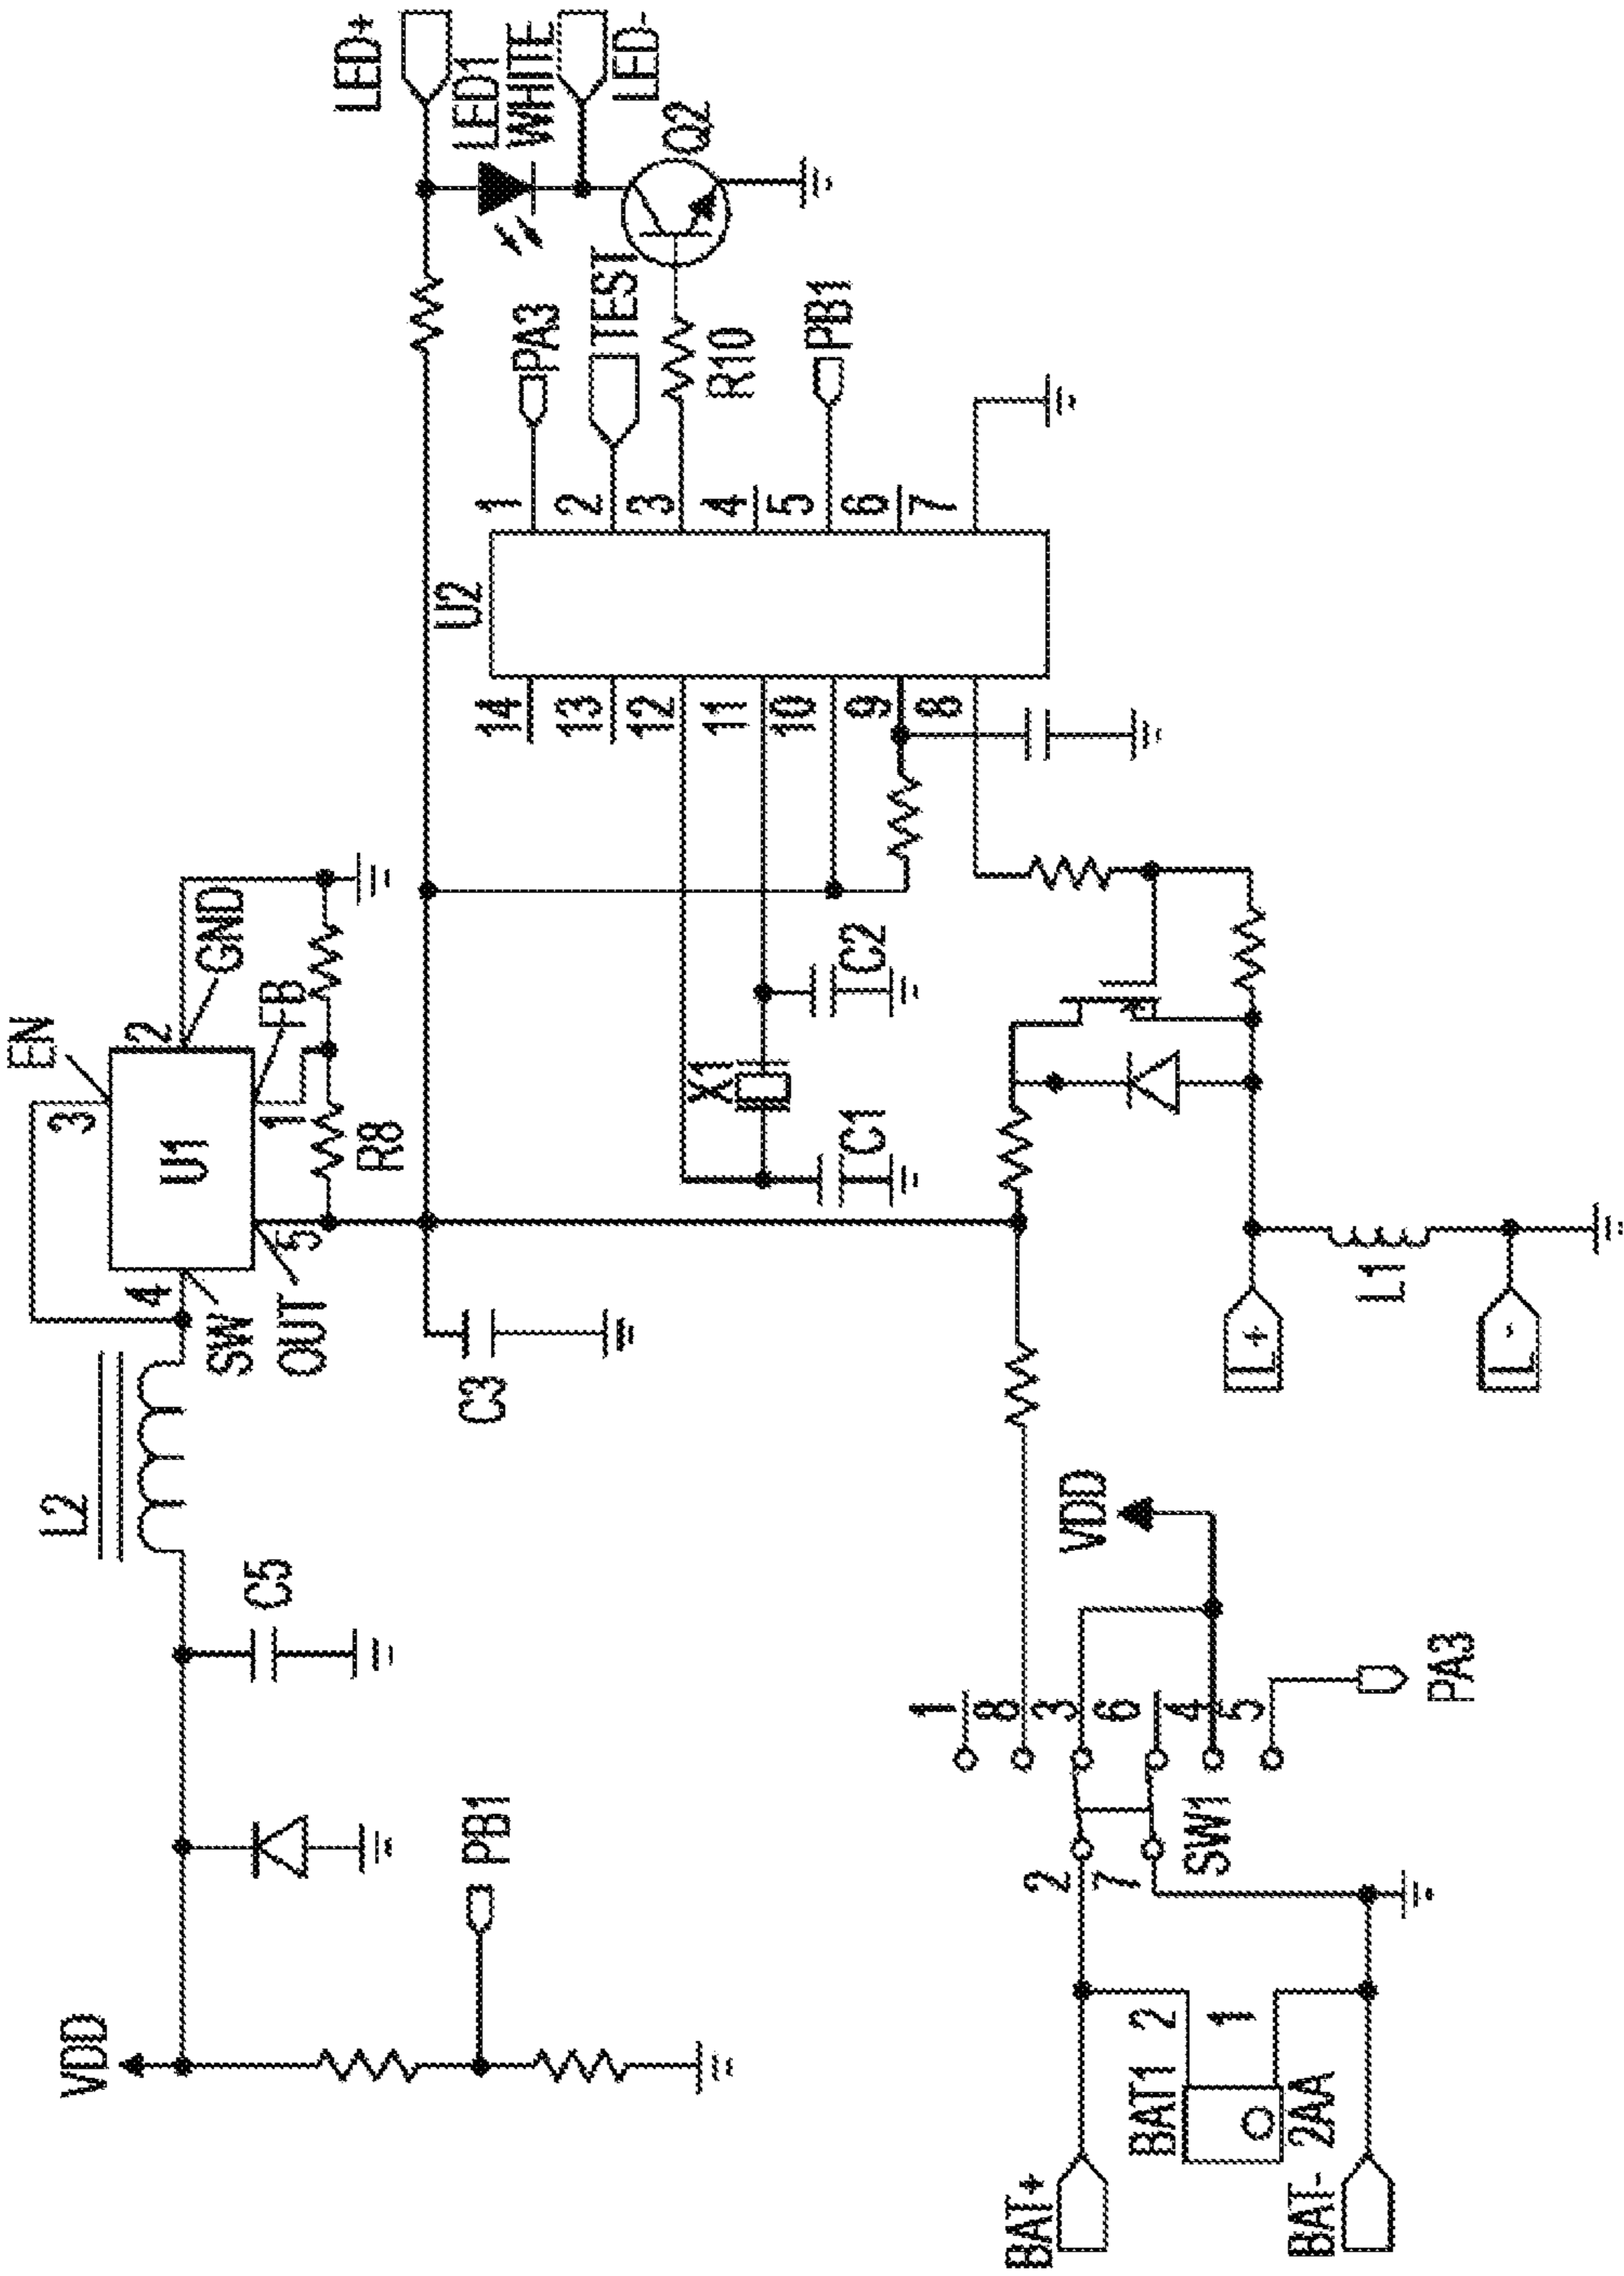 LED+
LED1
WHITE
LED-
Q2
PA3
TEST
R10
PB1
U2
1
2
3
4
5
6
7
14
13
12
11
10
9
8
EN
3
2
GND
U1
FB
1
R8
4
5
SW
OUT
L2
C5
C3
X1
C1
C2
VDD
PB1
L+
L1
L-
VDD
1
8
3
6
4
5
PA3
2
7
SW1
BAT+
BAT1
2
1
2AA
BAT-